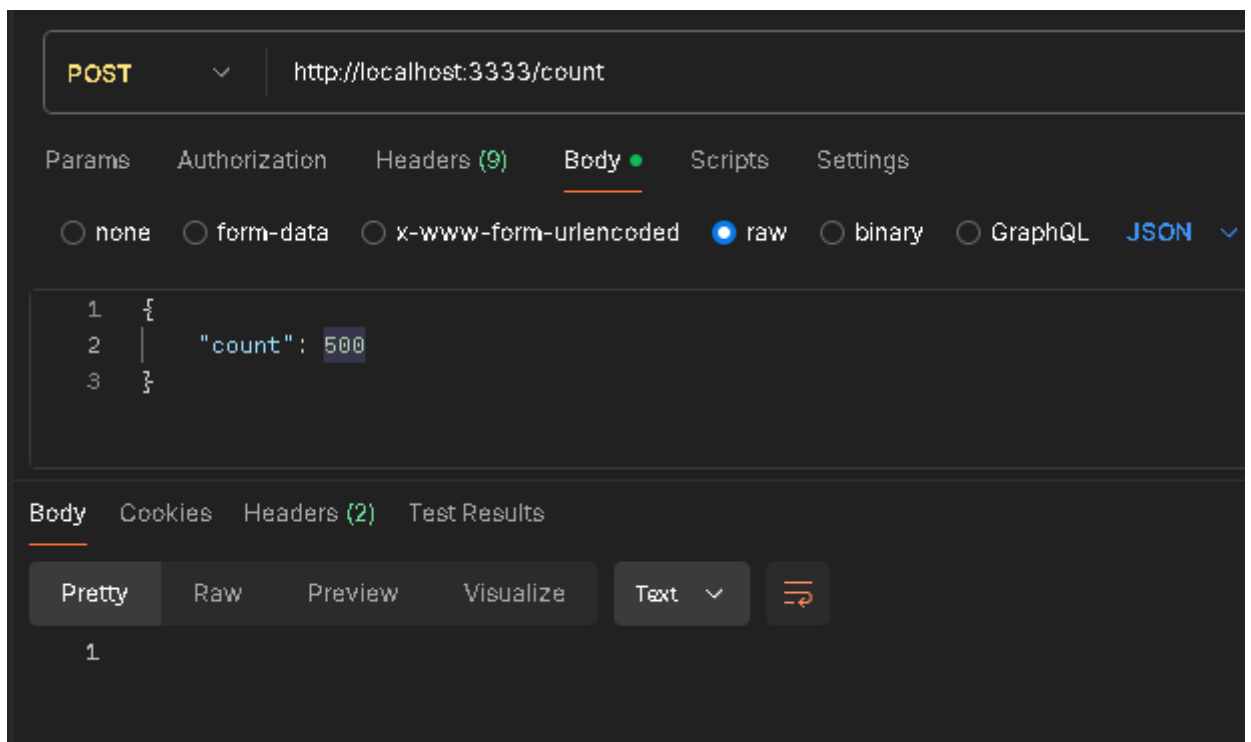 POST http://localhost:3333/count
Params Authorization Headers (9) Body Scripts Settings
none form-data x-www-form-urlencoded raw binary GraphQL JSON
1 {
2 "count": 500
3 }
Body Cookies Headers (2) Test Results
Pretty Raw Preview Visualize Text
1